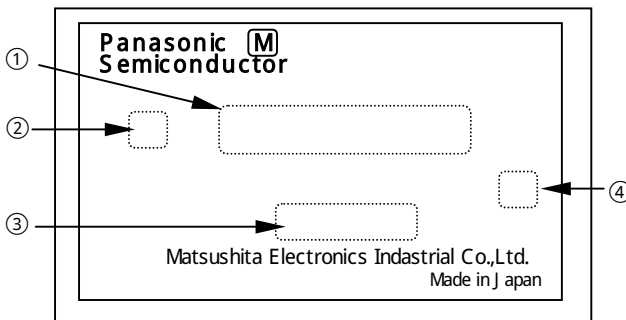 Panasonic M
Semiconductor
①
②
③
④
Matsushita Electronics Indastrial Co.,Ltd.
Made in Japan